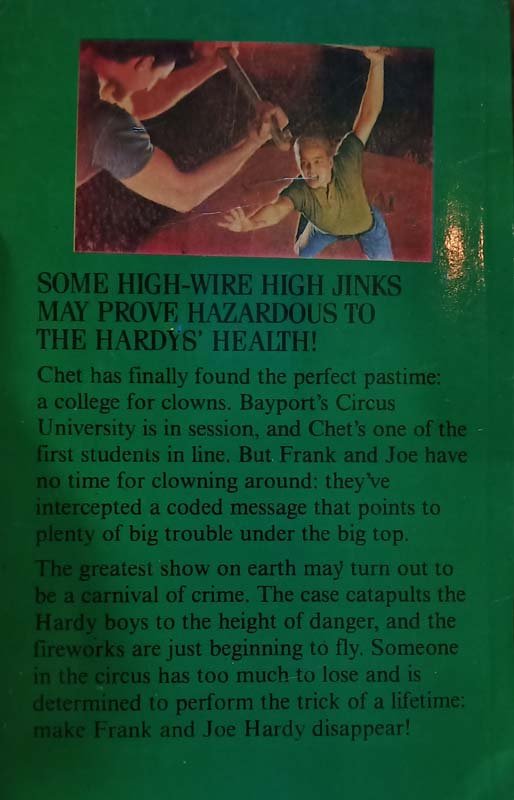 SOME HIGH-WIRE HIGH JINKS
MAY PROVE HAZARDOUS TO
THE HARDYS' HEALTH!
Chet has finally found the perfect pastime:
a college for clowns. Bayport's Circus
University is in session, and Chet's one of the
first students in line. But Frank and Joe have
no time for clowning around: they've
intercepted a coded message that points to
plenty of big trouble under the big top.
The greatest show on earth may turn out to
be a carnival of crime. The case catapults the
Hardy boys to the height of danger, and the
fireworks are just beginning to fly. Someone
in the circus has too much to lose and is
determined to perform the trick of a lifetime:
make Frank and Joe Hardy disappear!